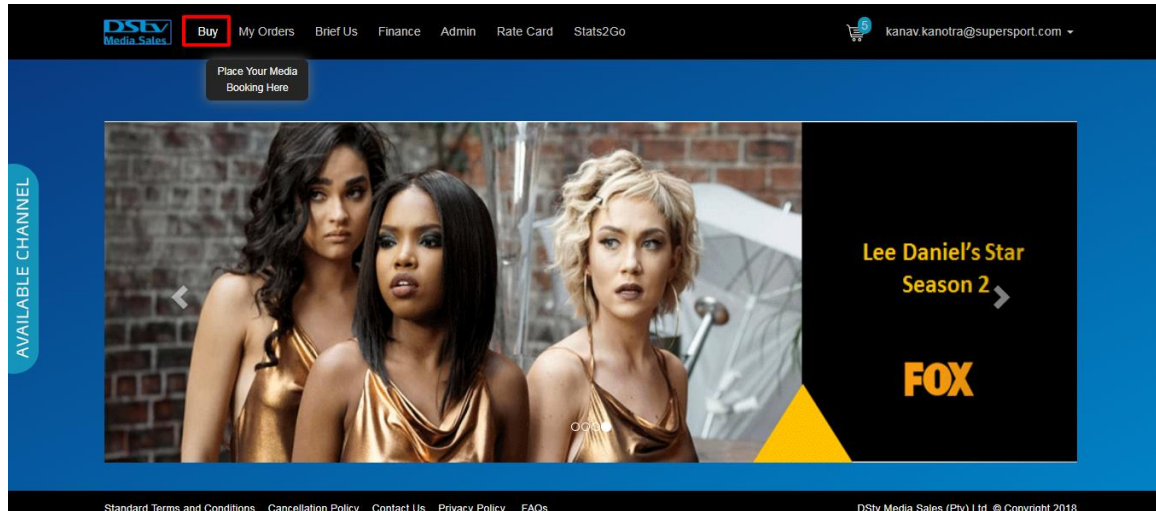 DStv
Media Sales
Buy
My Orders
Brief Us
Finance
Admin
Rate Card
Stats2Go
5
kanav.kanotra@supersport.com
Place Your Media
Booking Here
AVAILABLE CHANNEL
Lee Daniel's Star
Season 2
FOX
Standard Terms and Conditions
Cancellation Policy
Contact Us
Privacy Policy
FAQs
DStv Media Sales (Pty) Ltd. © Copyright 2018